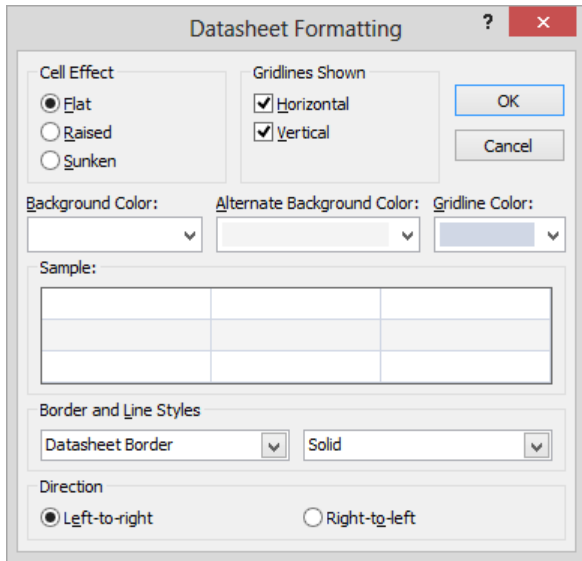 Datasheet Formatting ?
Cell Effect
Flat
Raised
Sunken
Gridlines Shown
Horizontal
Vertical
OK
Cancel
Background Color: Alternate Background Color: Gridline Color:
Sample:
Border and Line Styles
Datasheet Border Solid
Direction
Left-to-right Right-to-left